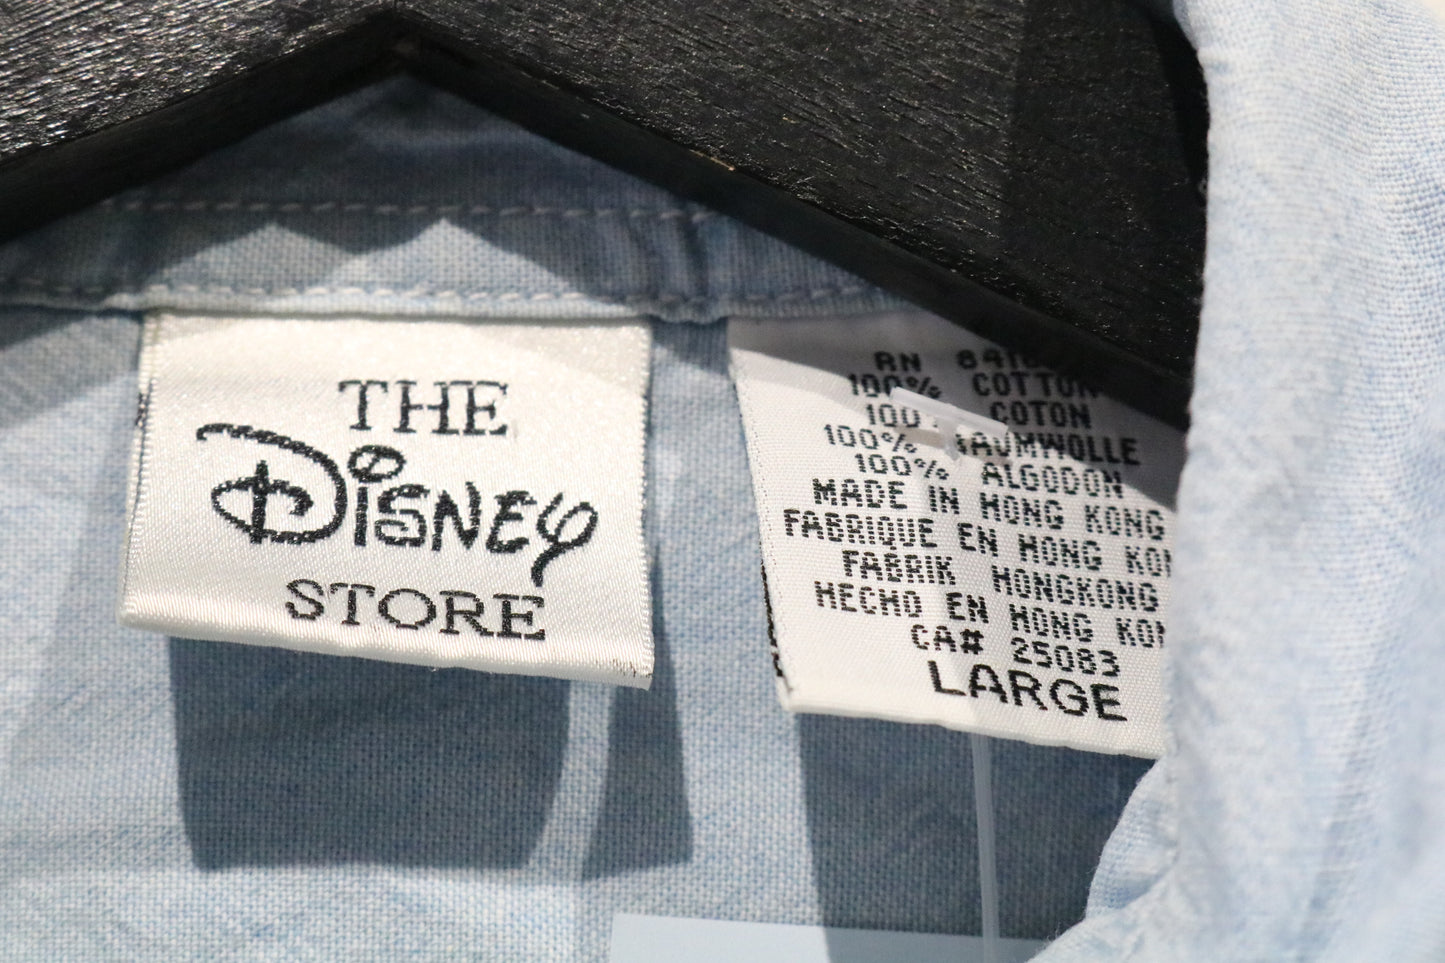 THE
Disney
STORE
RN
100% COTTON
COTON
100% BAUMWOLLE
100% ALGODON
MADE IN HONG KONG
FABRIQUE EN HONG KONG
FABRIK HONGKONG
HECHO EN HONG KONG
CA# 25083
LARGE